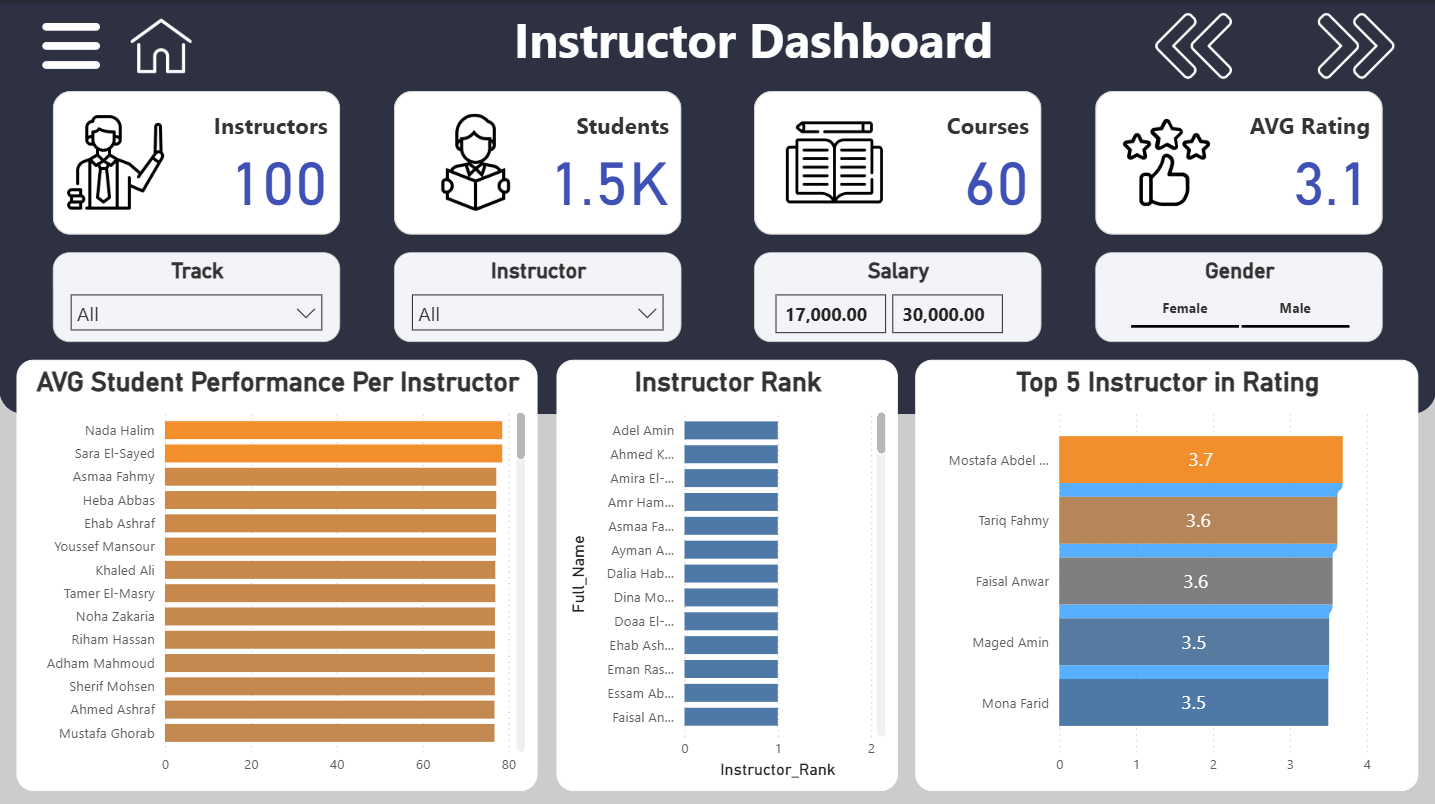 Instructor Dashboard
Instructors
100
Students
1.5K
Courses
60
AVG Rating
3.1
Track
All
Instructor
All
Salary
17,000.00 30,000.00
Gender
Female Male
AVG Student Performance Per Instructor
Nada Halim
Sara El-Sayed
Asmaa Fahmy
Heba Abbas
Ehab Ashraf
Youssef Mansour
Khaled Ali
Tamer El-Masry
Noha Zakaria
Riham Hassan
Adham Mahmoud
Sherif Mohsen
Ahmed Ashraf
Mustafa Ghorab
0 20 40 60 80
Instructor Rank
Full_Name
Adel Amin
Ahmed K...
Amira El-...
Amr Ham...
Asmaa Fa...
Ayman A...
Dalia Hab...
Dina Mo...
Doaa El-...
Ehab Ash...
Eman Ras...
Essam Ab...
Faisal An...
0 1 2
Instructor_Rank
Top 5 Instructor in Rating
Mostafa Abdel ... 3.7
Tariq Fahmy 3.6
Faisal Anwar 3.6
Maged Amin 3.5
Mona Farid 3.5
0 1 2 3 4